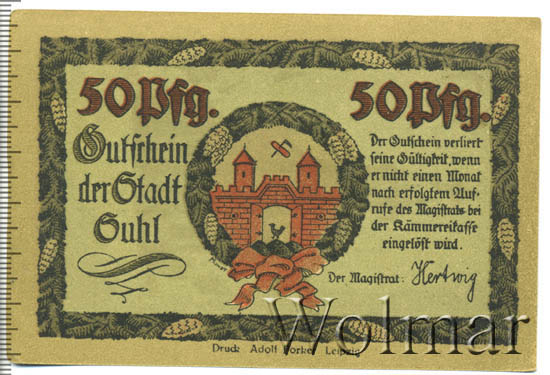 50 Pfg.
50 Pfg.
Gutschein
der Stadt
Suhl
Der Gutschein verliert
seine Gültigkeit, wenn
er nicht einen Monat
nach erfolgtem Auf-
rufe des Magistrats bei
der Kämmereikasse
eingelöst wird.
Der Magistrat: Hertwig
Druck Adolf Forker Leipzig
Wolmar